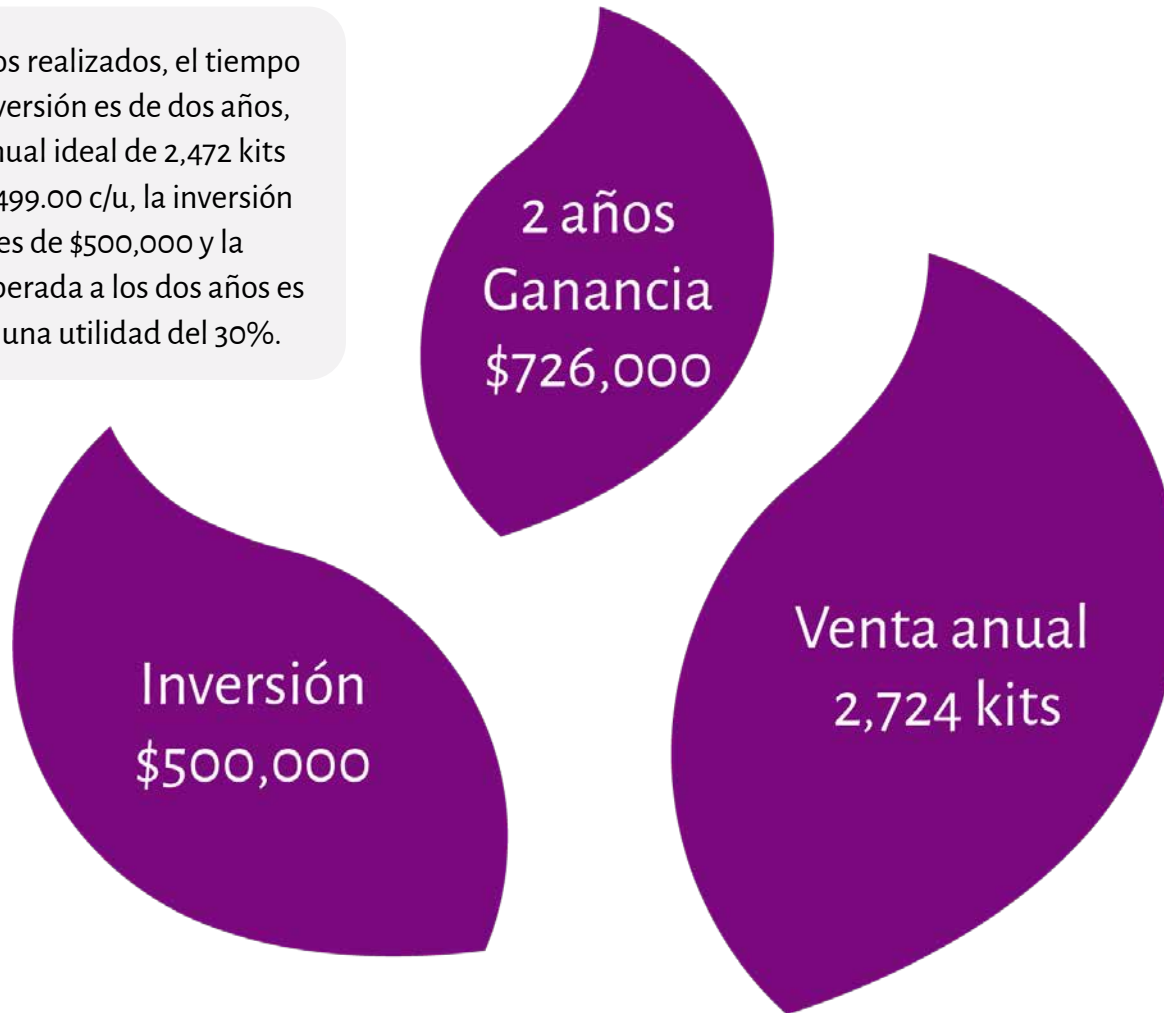 os realizados, el tiempo
versión es de dos años,
nual ideal de 2,472 kits
499.00 c/u, la inversión
es de $500,000 y la
perada a los dos años es
una utilidad del 30%.
2 años
Ganancia
$726,000
Inversión
$500,000
Venta anual
2,724 kits